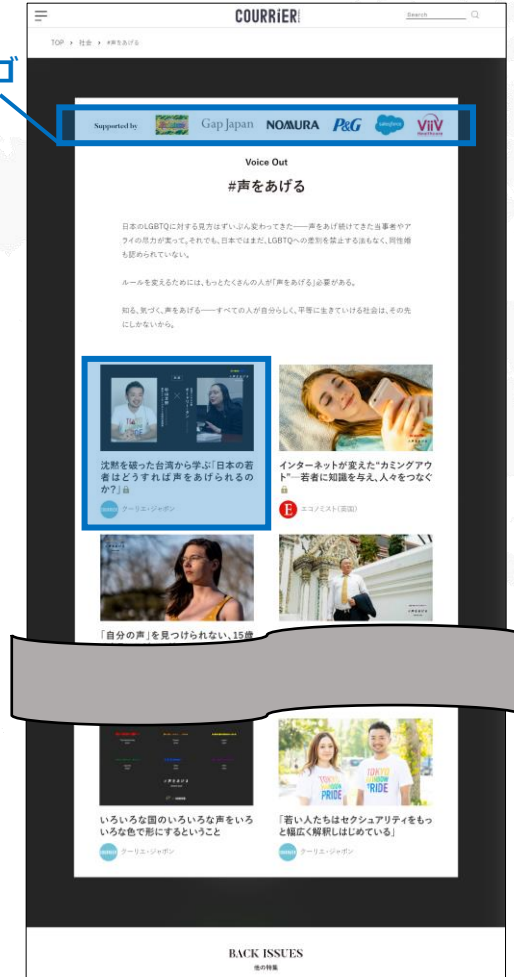 COURRiER
Search
TOP › 社会 › #声をあげる
ゴ
Supported by
Gap Japan
NOMURA
P&G
salesforce
ViiV
Healthcare
Voice Out
#声をあげる
日本のLGBTQに対する見方はずいぶん変わってきた——声をあげ続けてきた当事者やア
ライの尽力が実って。それでも、日本ではまだ、LGBTQへの差別を禁止する法もなく、同性婚
も認められていない。
ルールを変えるためには、もっとたくさんの人が「声をあげる」必要がある。
知る、気づく、声をあげる——すべての人が自分らしく、平等に生きていける社会は、その先
にしかないから。
沈黙を破った台湾から学ぶ「日本の若
者はどうすれば声をあげられるの
か?」
クーリエ・ジャポン
インターネットが変えた“カミングアウ
ト”—若者に知識を与え、人々をつなぐ
E
エコノミスト(英国)
「自分の声」を見つけられない、15歳
#声をあげる
いろいろな国のいろいろな声をいろ
いろな色で形にするということ
クーリエ・ジャポン
TOKYO
RAINBOW
PRIDE
TOKYO
RAINBOW
PRIDE
「若い人たちはセクシュアリティをもっ
と幅広く解釈しはじめている」
クーリエ・ジャポン
BACK ISSUES
他の特集